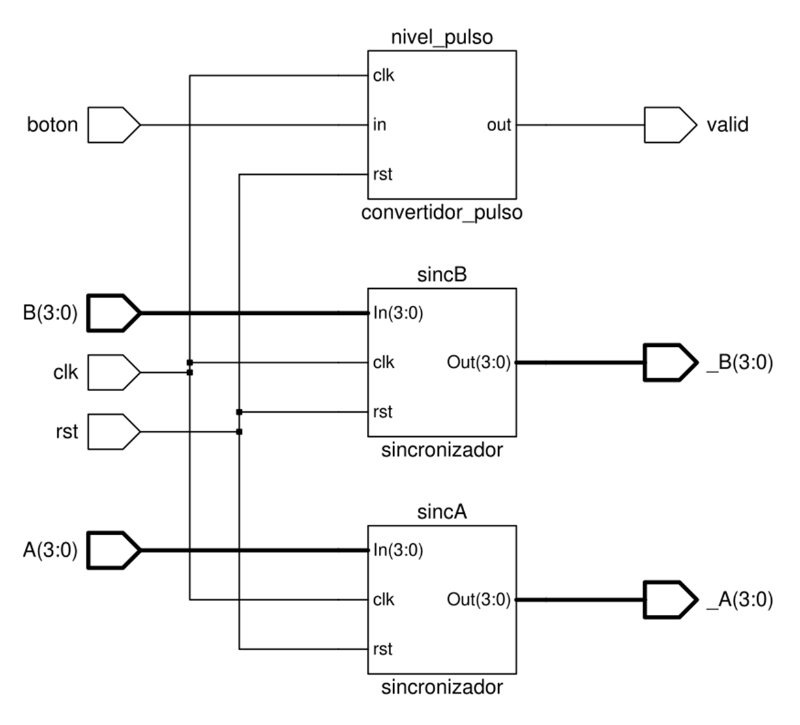 nivel_pulso
clk
boton
in
out
valid
rst
convertidor_pulso
sincB
B(3:0)
In(3:0)
clk
clk
Out(3:0)
_B(3:0)
rst
rst
sincronizador
sincA
A(3:0)
In(3:0)
clk
Out(3:0)
_A(3:0)
rst
sincronizador